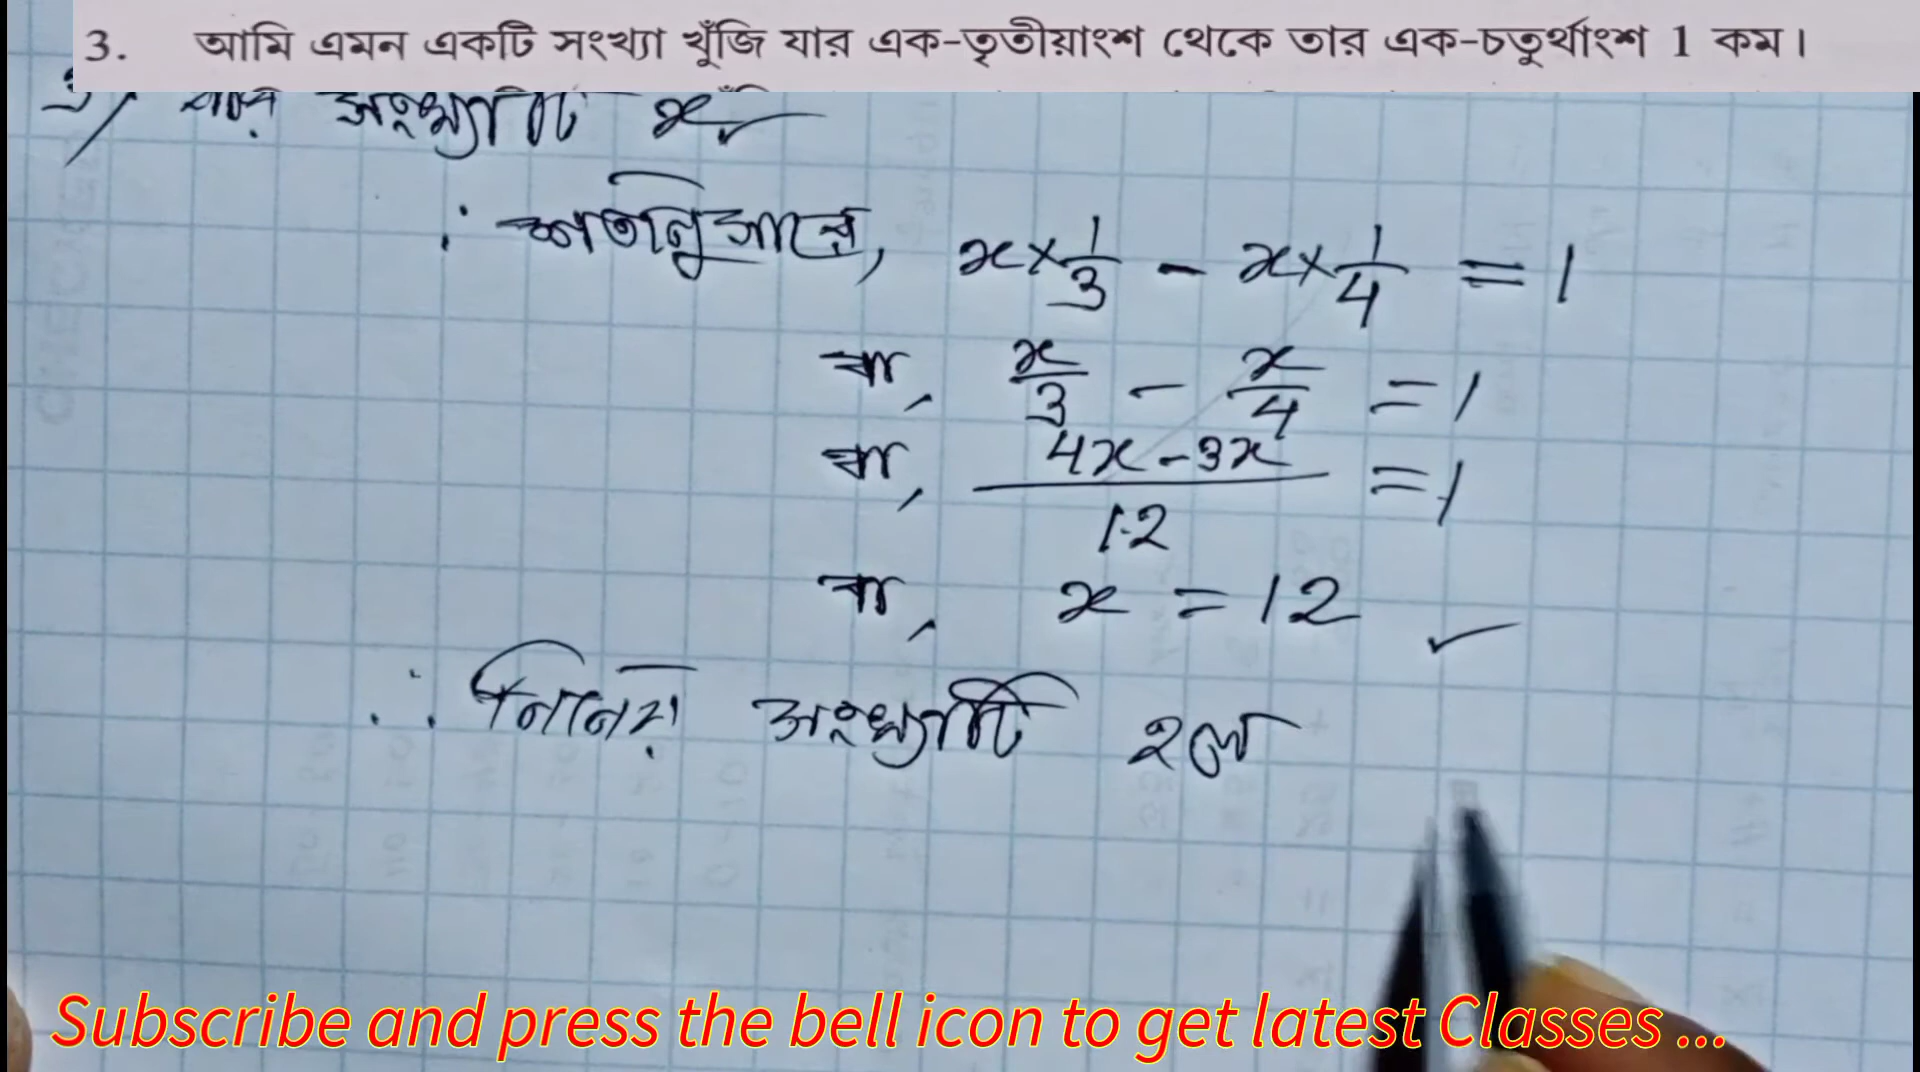 3. আমি এমন একটি সংখ্যা খুঁজি যার এক-তৃতীয়াংশ থেকে তার এক-চতুর্থাংশ 1 কম।
3) ধরি সংখ্যাটি x
∴ শর্তানুসারে, x×1/3 - x×1/4 = 1
বা, x/3 - x/4 = 1
বা, (4x-3x)/12 = 1
বা, x = 12
∴ নির্নেয় সংখ্যাটি হল
Subscribe and press the bell icon to get latest Classes ...